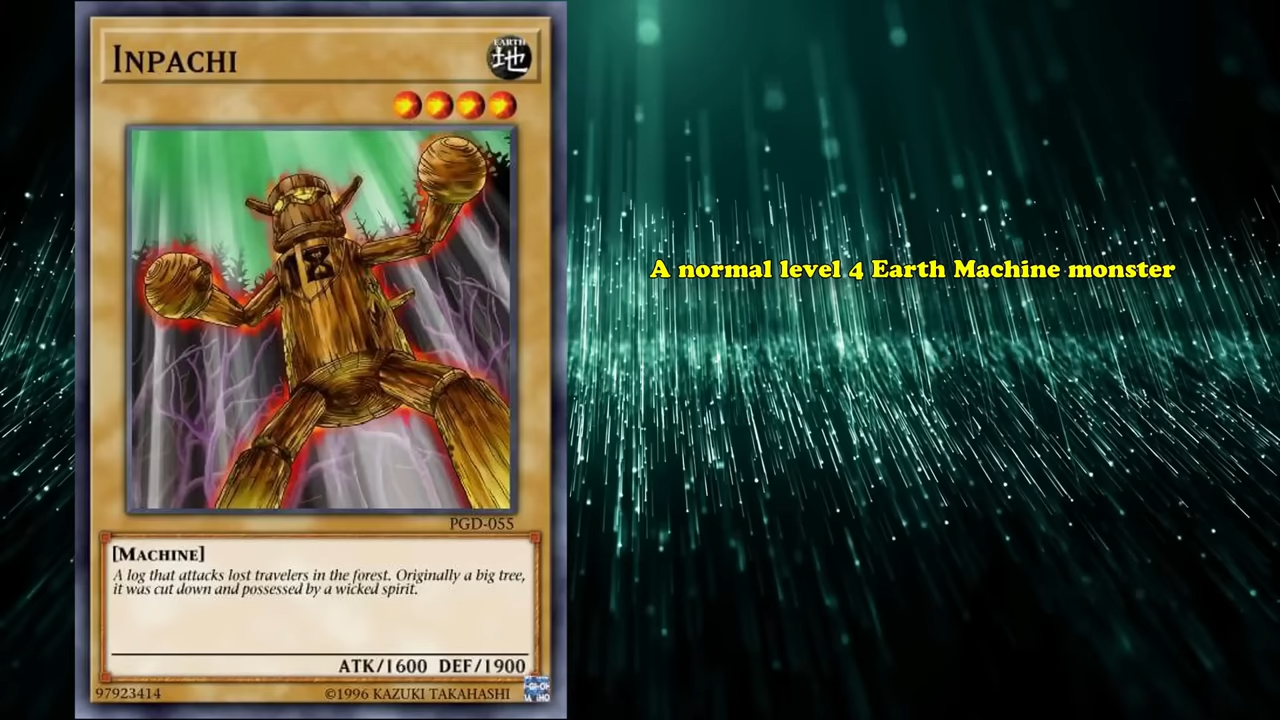 INPACHI
EARTH
地
A normal level 4 Earth Machine monster
PGD-055
[MACHINE]
A log that attacks lost travelers in the forest. Originally a big tree,
it was cut down and possessed by a wicked spirit.
ATK/1600 DEF/1900
97923414
©1996 KAZUKI TAKAHASHI